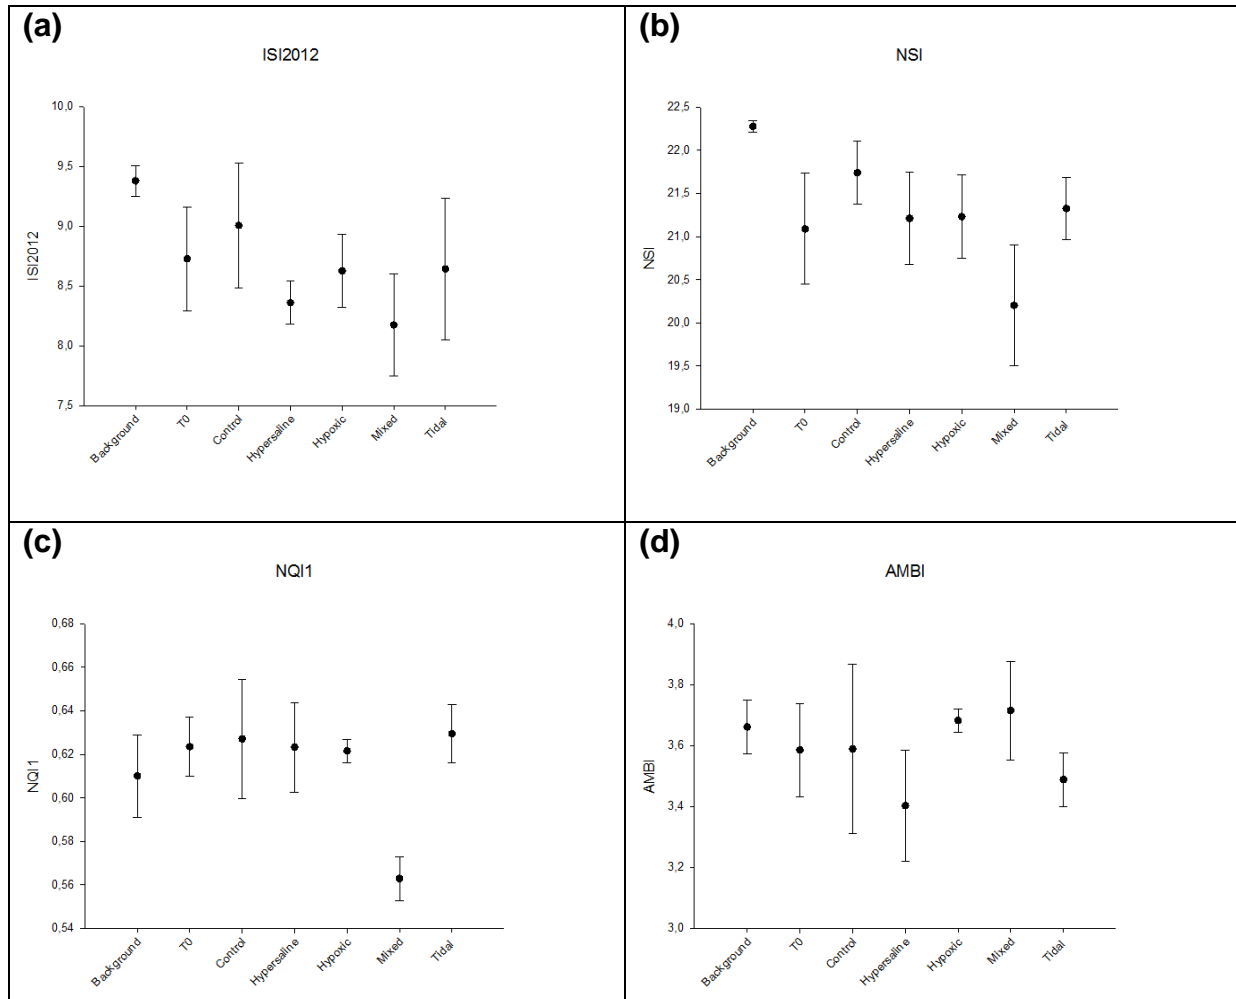 (a)
ISI2012
ISI2012
10,0
9,5
9,0
8,5
8,0
7,5
Background
T0
Control
Hypersaline
Hypoxic
Mixed
Tidal
(b)
NSI
NSI
22,5
22,0
21,5
21,0
20,5
20,0
19,5
19,0
Background
T0
Control
Hypersaline
Hypoxic
Mixed
Tidal
(c)
NQI1
NQI1
0,68
0,66
0,64
0,62
0,60
0,58
0,56
0,54
Background
T0
Control
Hypersaline
Hypoxic
Mixed
Tidal
(d)
AMBI
AMBI
4,0
3,8
3,6
3,4
3,2
3,0
Background
T0
Control
Hypersaline
Hypoxic
Mixed
Tidal